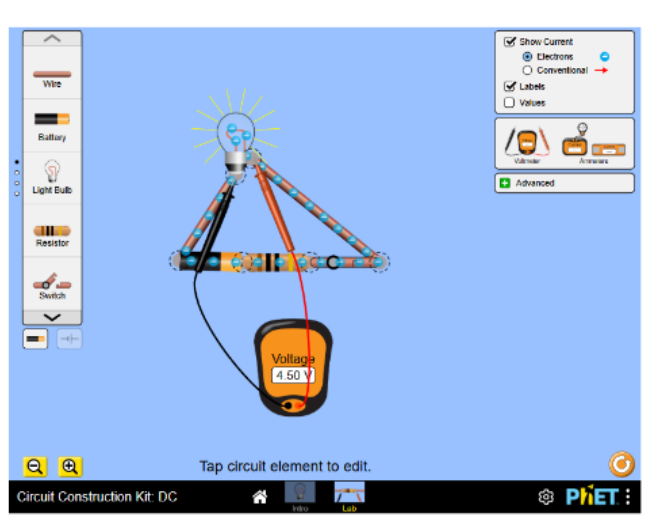 Wire
Battery
Light Bulb
Resistor
Switch
Show Current
Electrons
Conventional
Labels
Values
Voltmeter
Ammeters
Advanced
Voltage
4.50 V
Tap circuit element to edit.
Circuit Construction Kit: DC
Intro
Lab
PhET